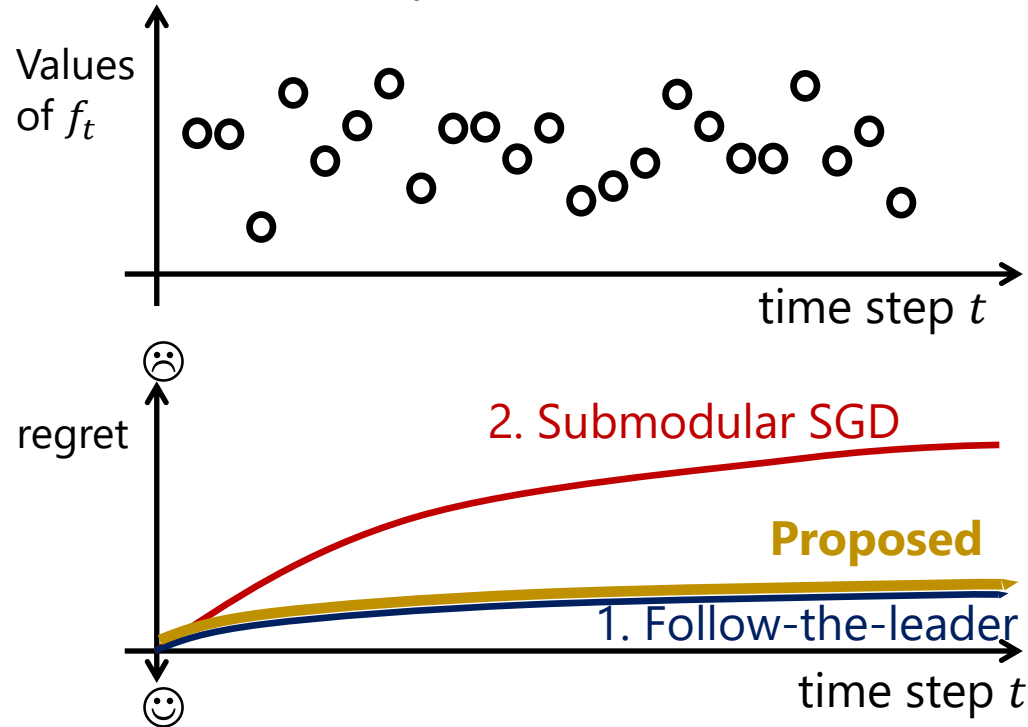 Values
of f_t
time step t
regret
2. Submodular SGD
Proposed
1. Follow-the-leader
time step t